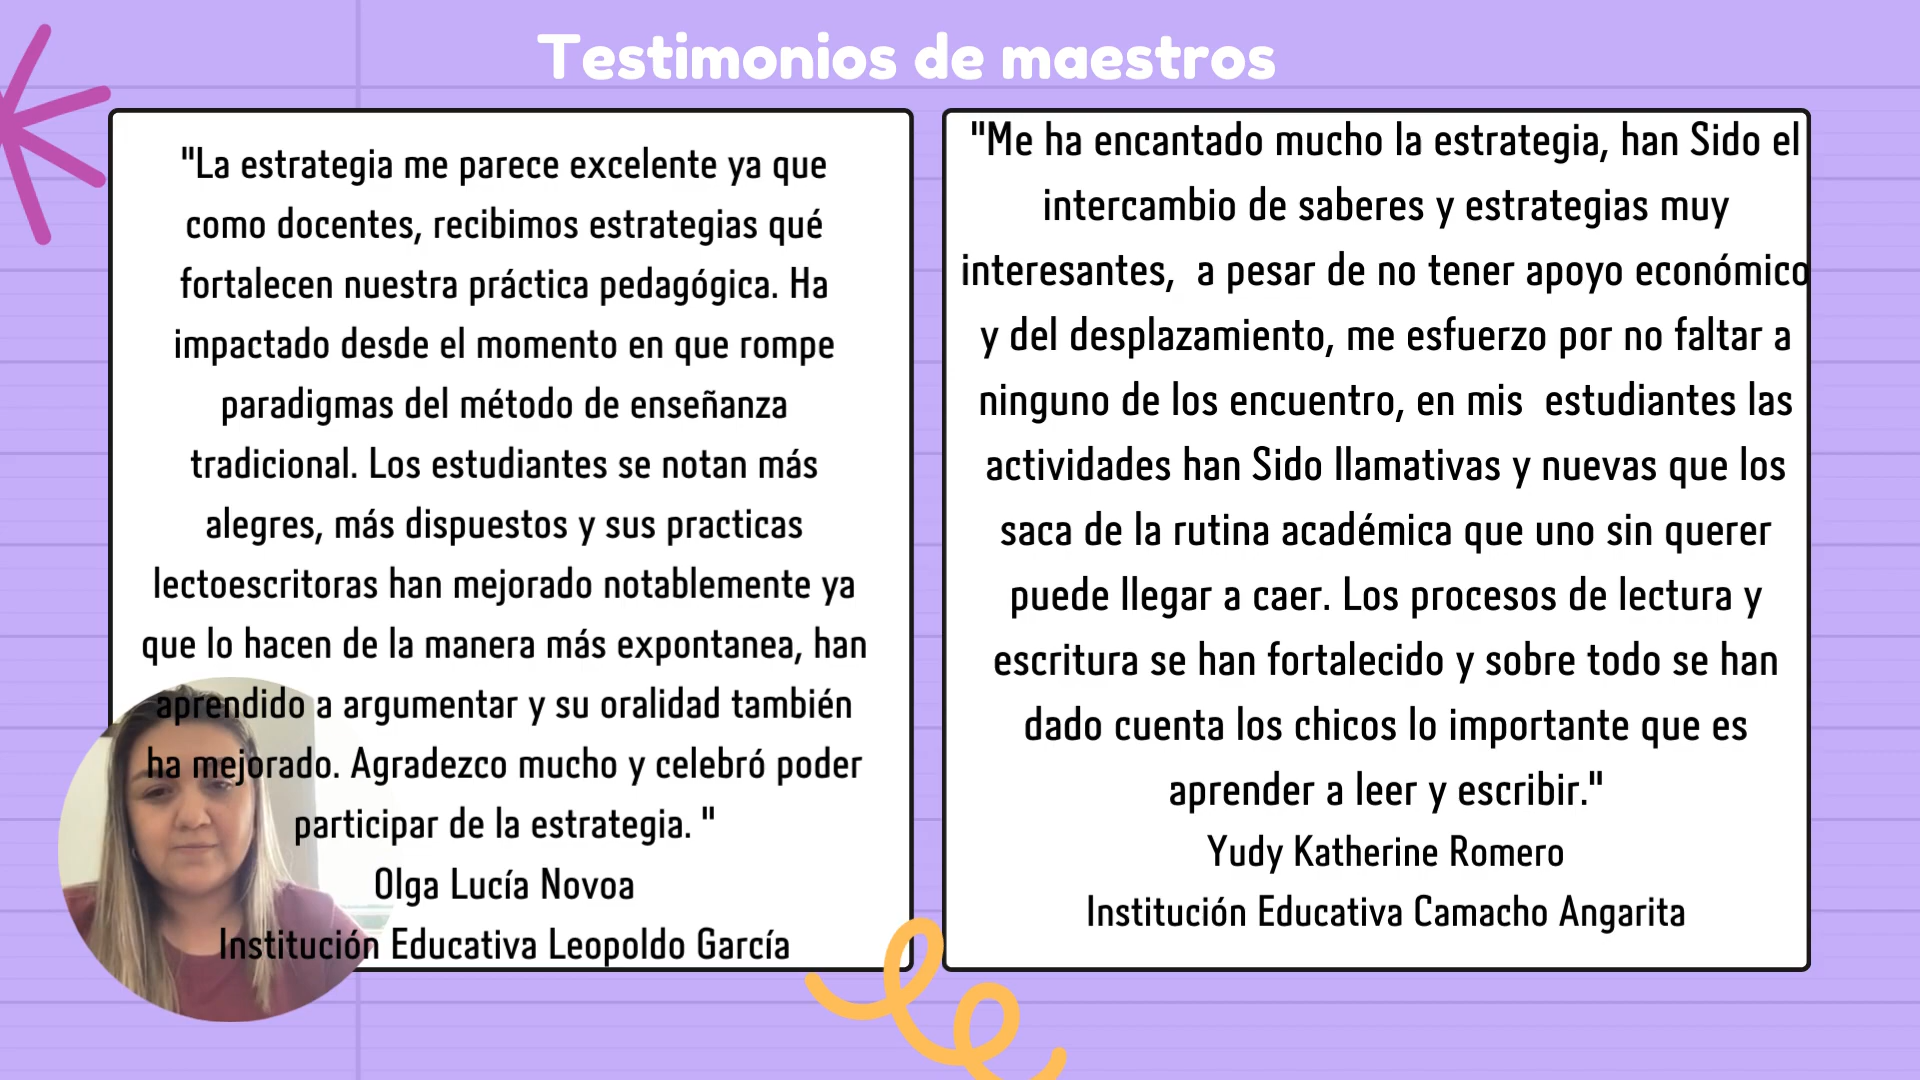 Testimonios de maestros
"La estrategia me parece excelente ya que
como docentes, recibimos estrategias qué
fortalecen nuestra práctica pedagógica. Ha
impactado desde el momento en que rompe
paradigmas del método de enseñanza
tradicional. Los estudiantes se notan más
alegres, más dispuestos y sus practicas
lectoescritoras han mejorado notablemente ya
que lo hacen de la manera más expontanea, han
aprendido a argumentar y su oralidad también
ha mejorado. Agradezco mucho y celebró poder
participar de la estrategia. "
Olga Lucía Novoa
Institución Educativa Leopoldo García
"Me ha encantado mucho la estrategia, han Sido el
intercambio de saberes y estrategias muy
interesantes,  a pesar de no tener apoyo económico
y del desplazamiento, me esfuerzo por no faltar a
ninguno de los encuentro, en mis  estudiantes las
actividades han Sido llamativas y nuevas que los
saca de la rutina académica que uno sin querer
puede llegar a caer. Los procesos de lectura y
escritura se han fortalecido y sobre todo se han
dado cuenta los chicos lo importante que es
aprender a leer y escribir."
Yudy Katherine Romero
Institución Educativa Camacho Angarita